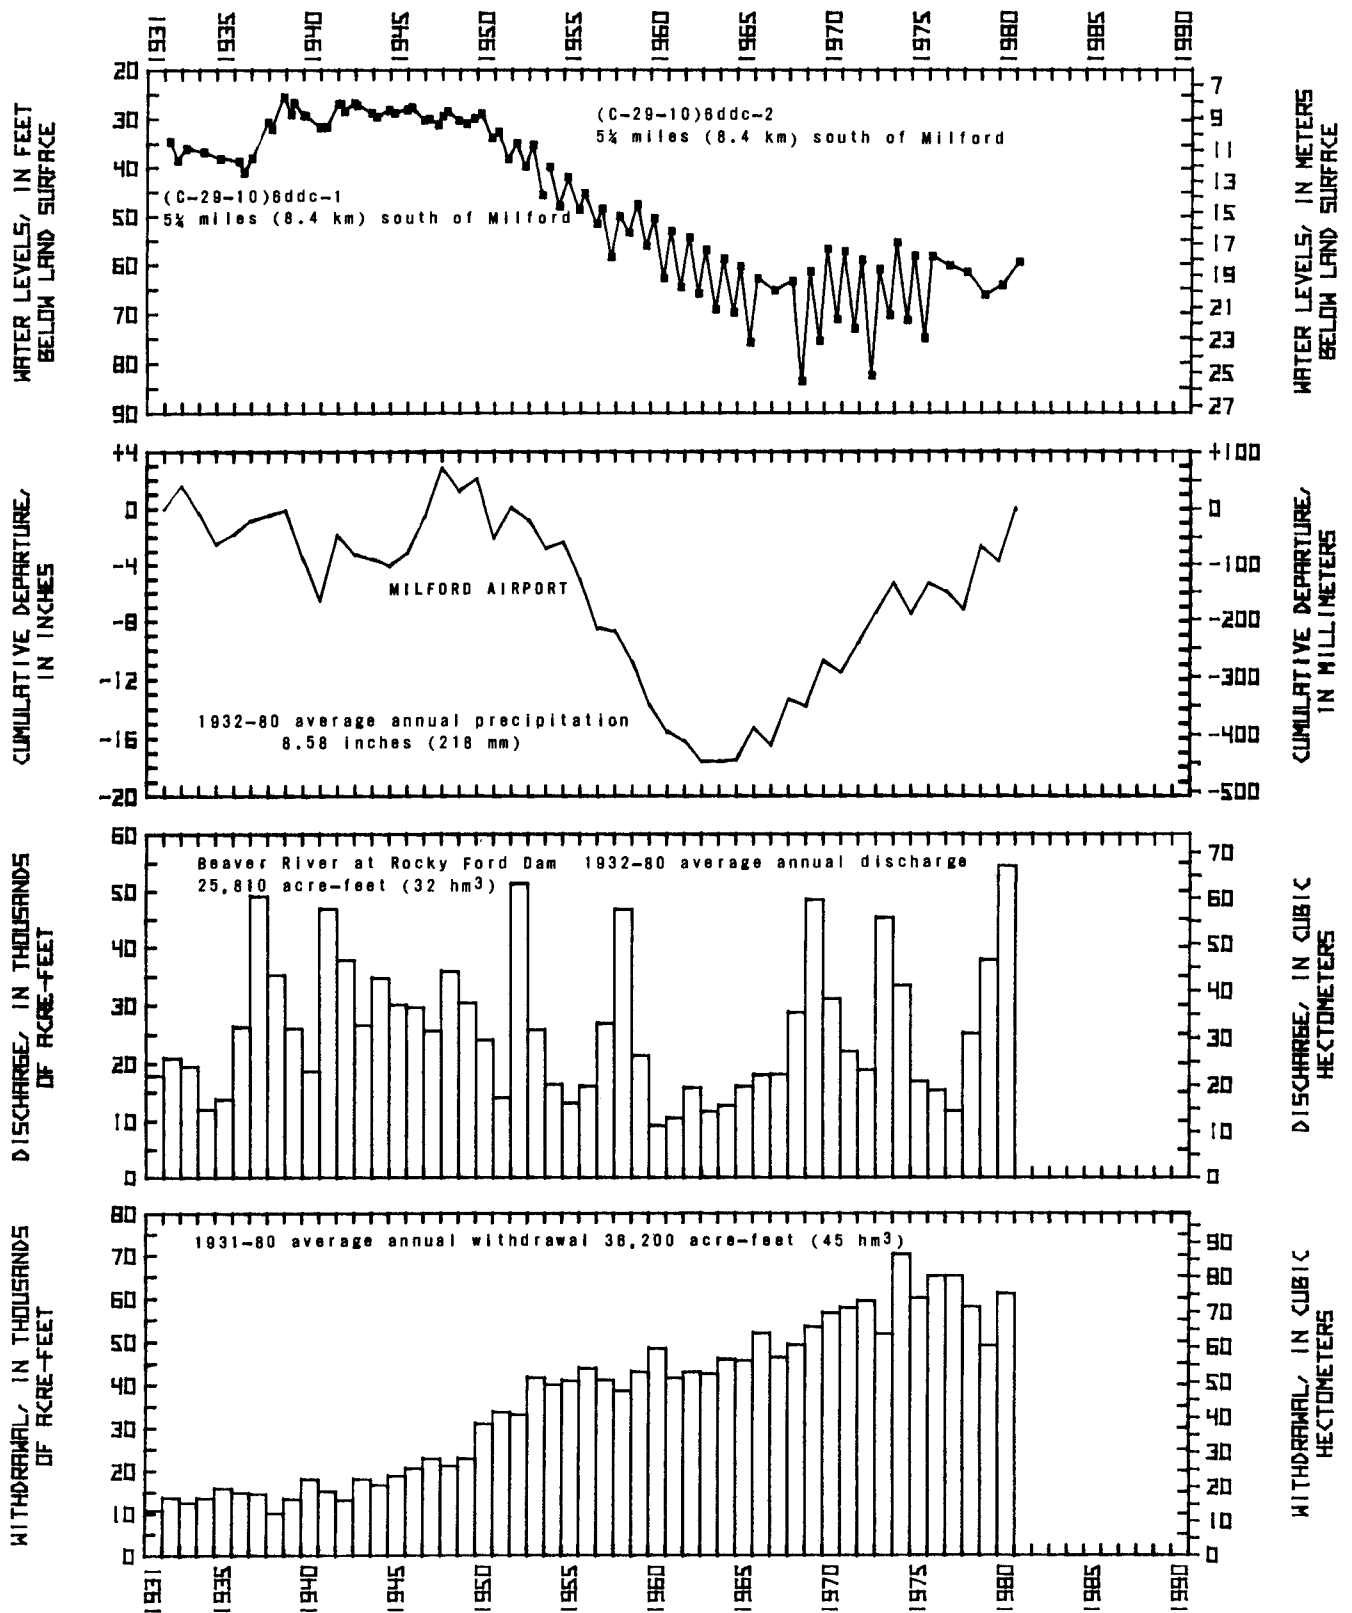 1931 1935 1940 1945 1950 1955 1960 1965 1970 1975 1980 1985 1990
WATER LEVELS, IN FEET
BELOW LAND SURFACE
20
30
40
50
60
70
80
90
(C-29-10)6ddc-2
5¼ miles (8.4 km) south of Milford
(C-29-10)6ddc-1
5¼ miles (8.4 km) south of Milford
7
9
11
13
15
17
19
21
23
25
27
WATER LEVELS, IN METERS
BELOW LAND SURFACE
CUMULATIVE DEPARTURE,
IN INCHES
+4
0
-4
-8
-12
-16
-20
MILFORD AIRPORT
1932-80 average annual precipitation
8.58 inches (218 mm)
+100
0
-100
-200
-300
-400
-500
CUMULATIVE DEPARTURE,
IN MILLIMETERS
DISCHARGE, IN THOUSANDS
OF ACRE-FEET
60
50
40
30
20
10
0
Beaver River at Rocky Ford Dam 1932-80 average annual discharge
25,810 acre-feet (32 hm³)
70
60
50
40
30
20
10
0
DISCHARGE, IN CUBIC
HECTOMETERS
WITHDRAWAL, IN THOUSANDS
OF ACRE-FEET
80
70
60
50
40
30
20
10
0
1931-80 average annual withdrawal 36,200 acre-feet (45 hm³)
90
80
70
60
50
40
30
20
10
0
WITHDRAWAL, IN CUBIC
HECTOMETERS
1931 1935 1940 1945 1950 1955 1960 1965 1970 1975 1980 1985 1990